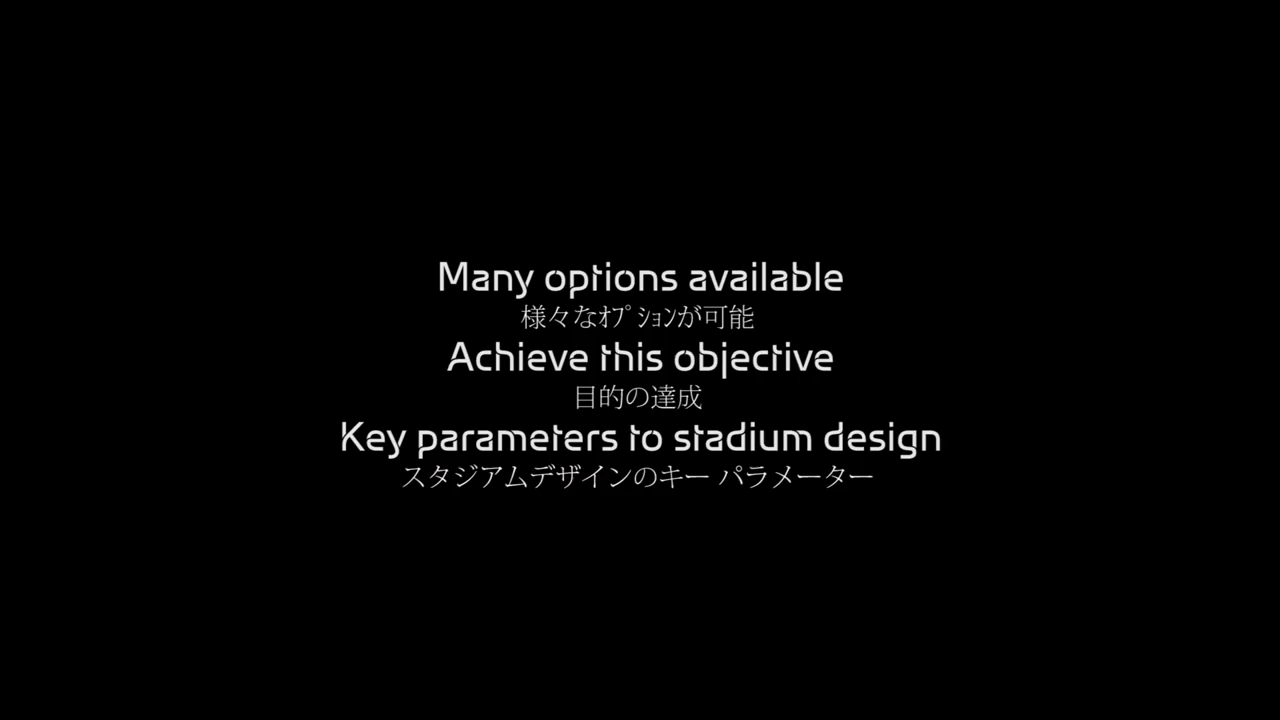 Many options available
様々なｵﾌﾟｼｮﾝが可能
Achieve this objective
目的の達成
Key parameters to stadium design
スタジアムデザインのキー パラメーター